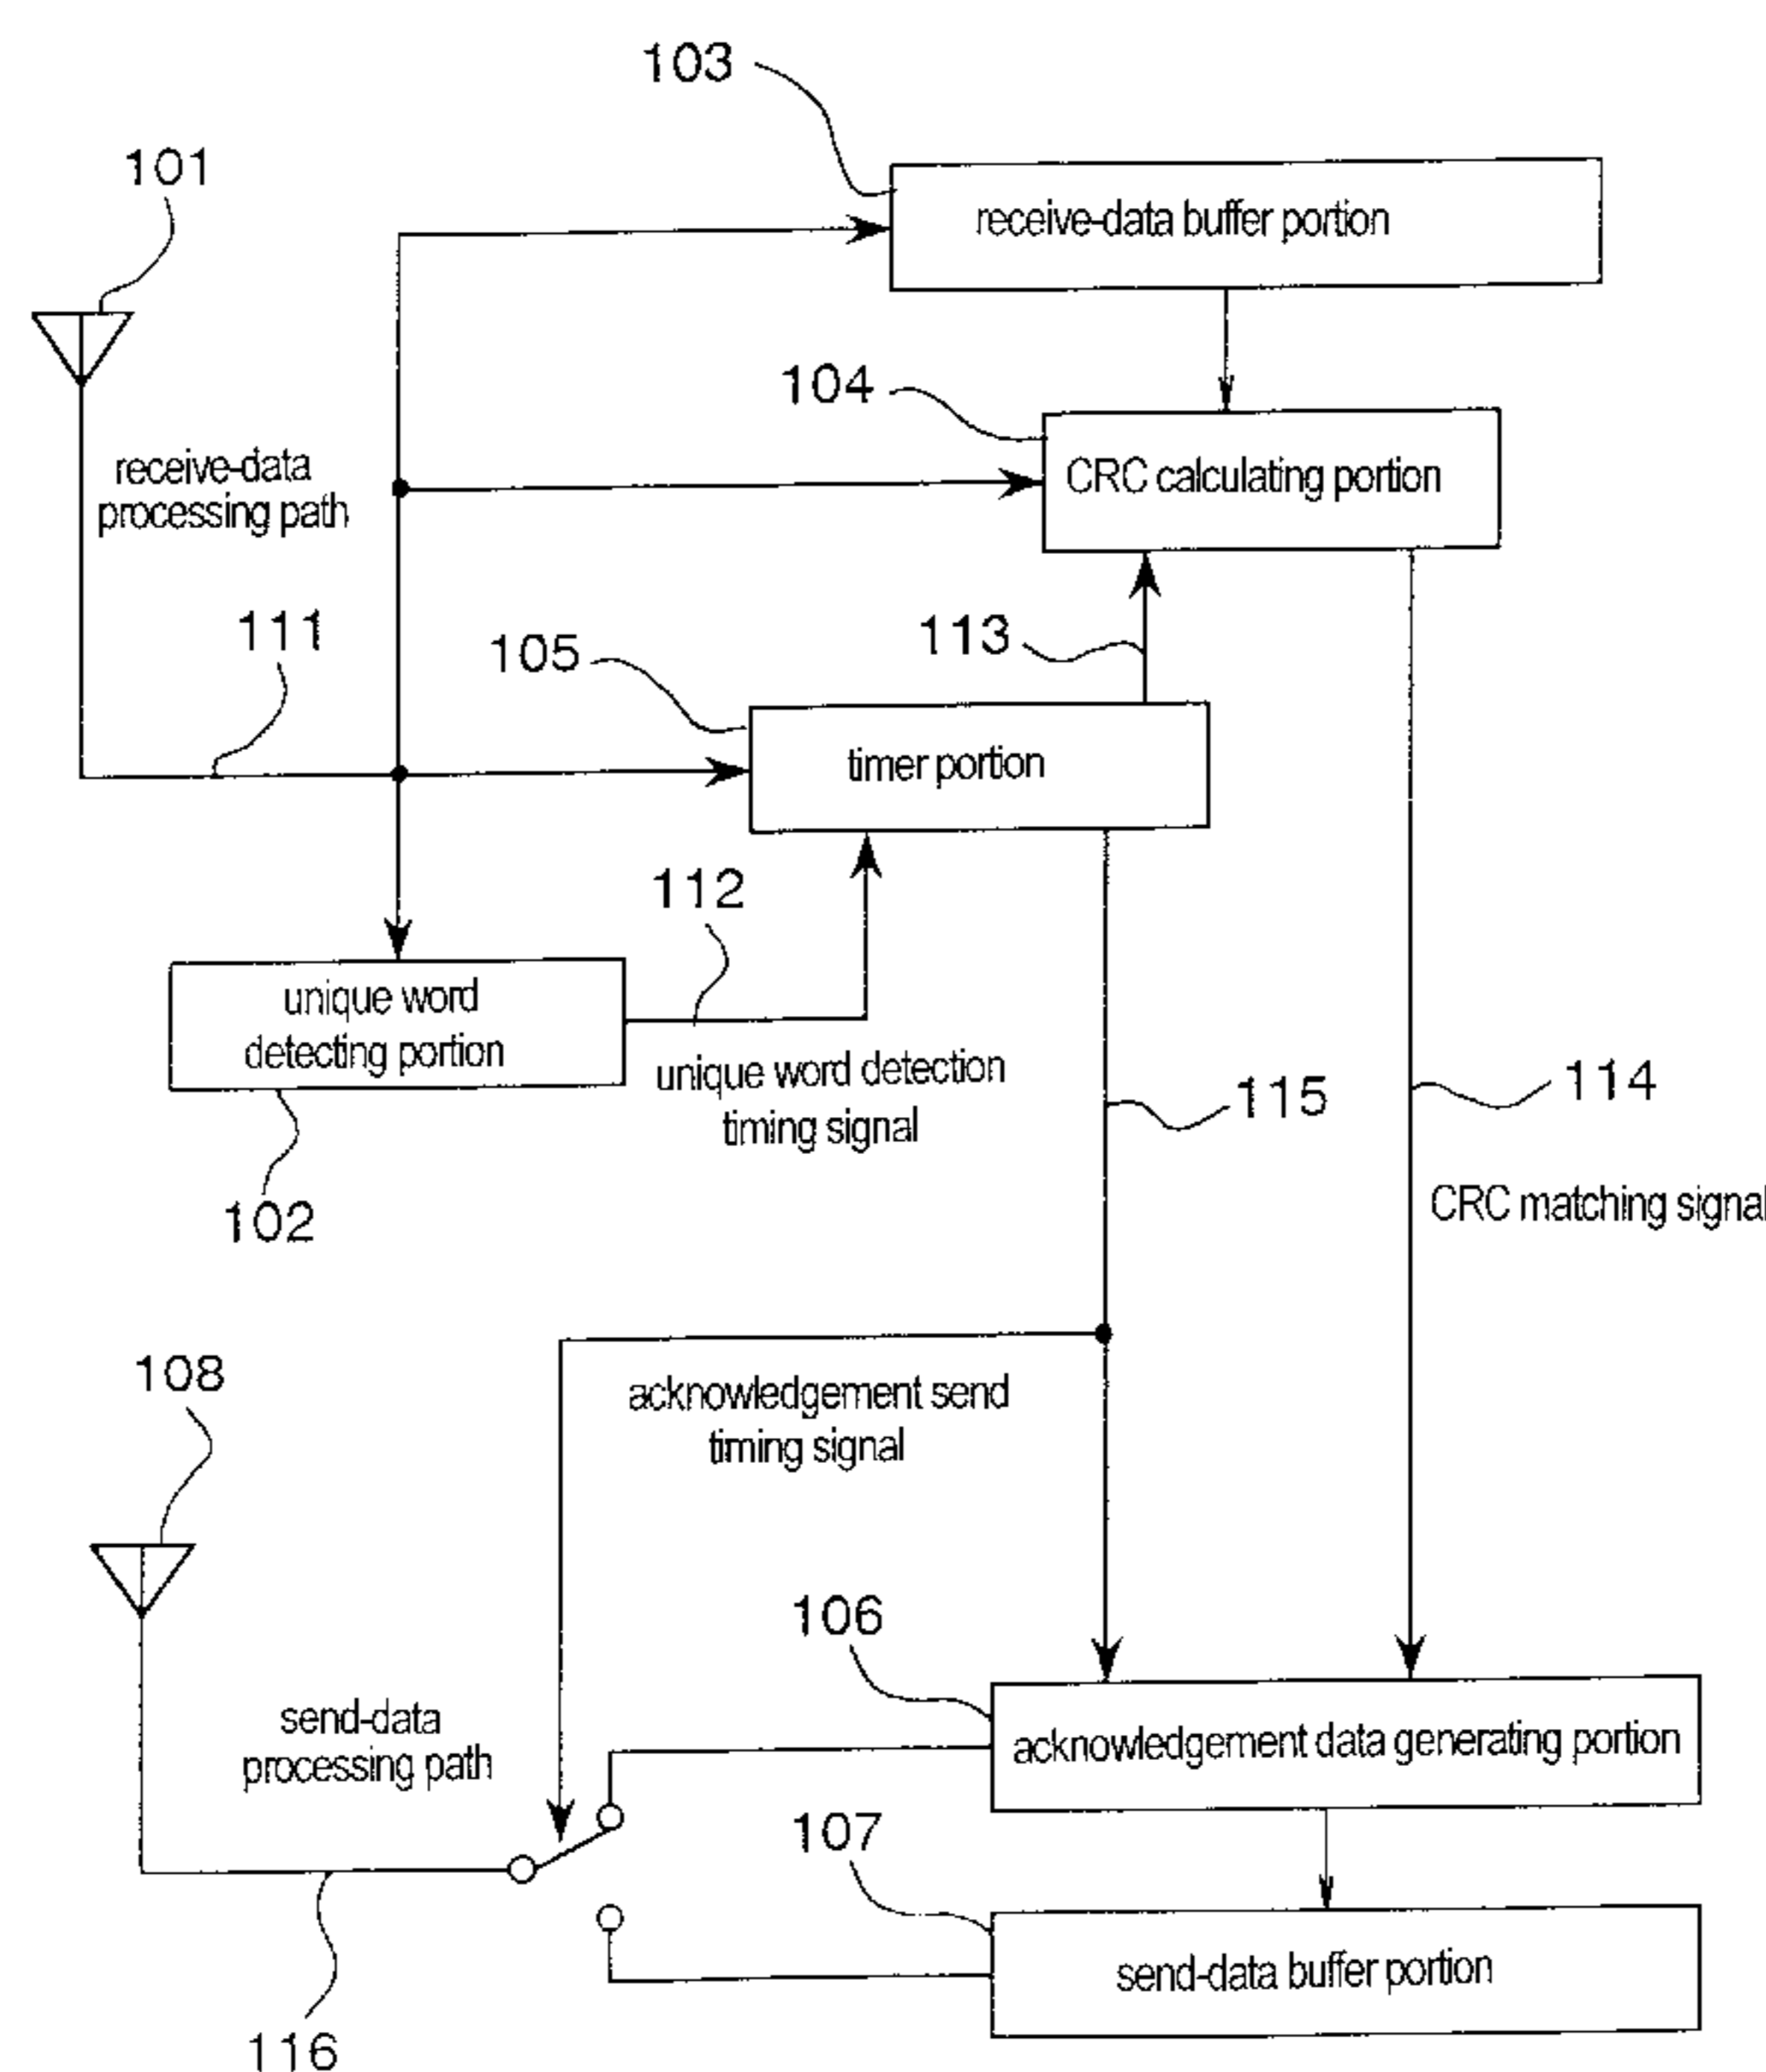 103
101
receive-data buffer portion
104
receive-data
processing path
CRC calculating portion
111
105
113
timer portion
112
unique word
detecting portion
unique word detection
timing signal
115
114
102
CRC matching signal
108
acknowledgement send
timing signal
106
send-data
processing path
acknowledgement data generating portion
107
send-data buffer portion
116